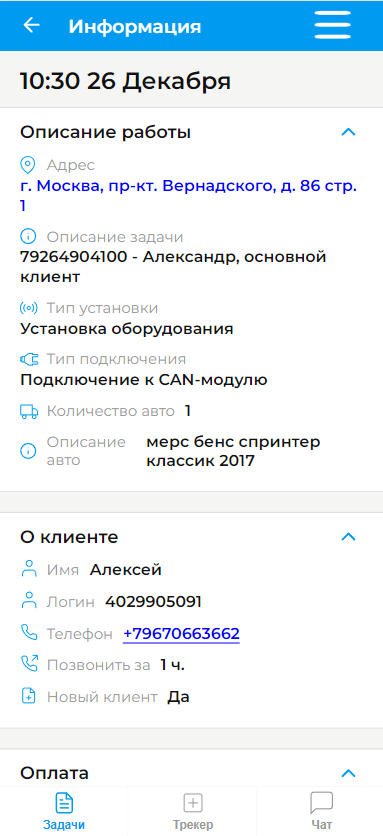 Информация
10:30 26 Декабря
Описание работы
Адрес
г. Москва, пр-кт. Вернадского, д. 86 стр.
1
Описание задачи
79264904100 - Александр, основной
клиент
Тип установки
Установка оборудования
Тип подключения
Подключение к CAN-модулю
Количество авто 1
Описание авто
мерс бенс спринтер
классик 2017
О клиенте
Имя Алексей
Логин 4029905091
Телефон +79670663662
Позвонить за 1 ч.
Новый клиент Да
Оплата
Задачи Трекер Чат